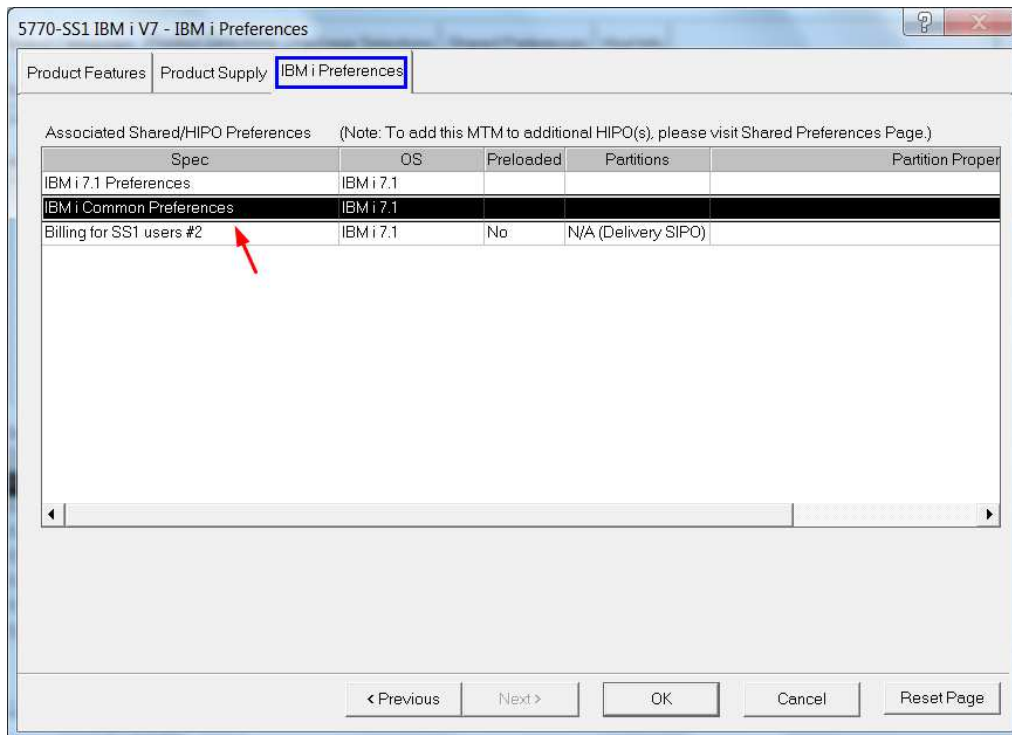 5770-SS1 IBM i V7 - IBM i Preferences
Product Features Product Supply IBM i Preferences
Associated Shared/HIPO Preferences (Note: To add this MTM to additional HIPO(s), please visit Shared Preferences Page.)
Spec OS Preloaded Partitions Partition Proper
IBM i 7.1 Preferences IBM i 7.1
IBM i Common Preferences IBM i 7.1
Billing for SS1 users #2 IBM i 7.1 No N/A (Delivery SIPO)
< Previous Next > OK Cancel Reset Page